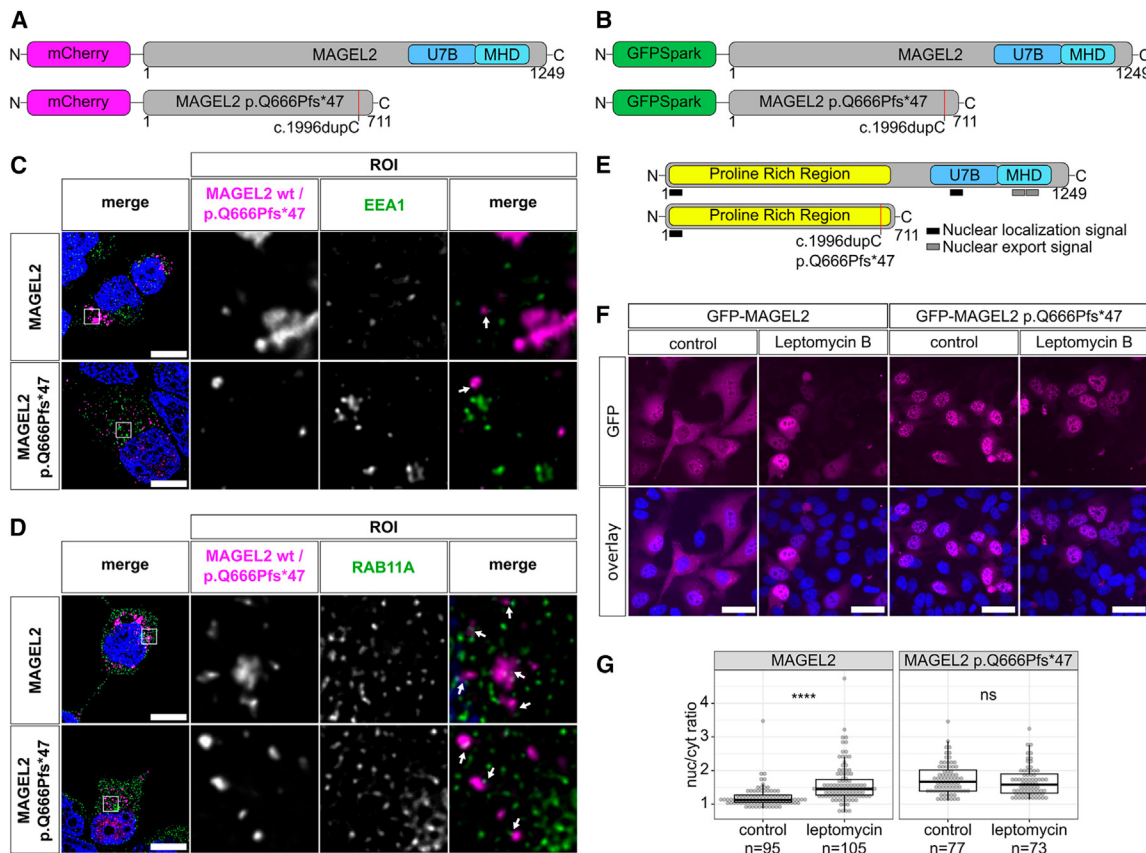 A
N- mCherry MAGEL2 U7B MHD C
1 1249
N- mCherry MAGEL2 p.Q666Pfs*47 -C
1 711
c.1996dupC
B
N- GFPSpark MAGEL2 U7B MHD C
1 1249
N- GFPSpark MAGEL2 p.Q666Pfs*47 -C
1 711
c.1996dupC
C
ROI
merge
MAGEL2 wt /
p.Q666Pfs*47
EEA1
merge
MAGEL2
MAGEL2
p.Q666Pfs*47
D
ROI
merge
MAGEL2 wt /
p.Q666Pfs*47
RAB11A
merge
MAGEL2
MAGEL2
p.Q666Pfs*47
E
N- Proline Rich Region U7B MHD -C
1 1249
N- Proline Rich Region -C
1 711
c.1996dupC
p.Q666Pfs*47
Nuclear localization signal
Nuclear export signal
F
GFP-MAGEL2
GFP-MAGEL2 p.Q666Pfs*47
control
Leptomycin B
control
Leptomycin B
GFP
overlay
G
MAGEL2
MAGEL2 p.Q666Pfs*47
****
ns
nuc/cyt ratio
4
3
2
1
control
n=95
leptomycin
n=105
control
n=77
leptomycin
n=73